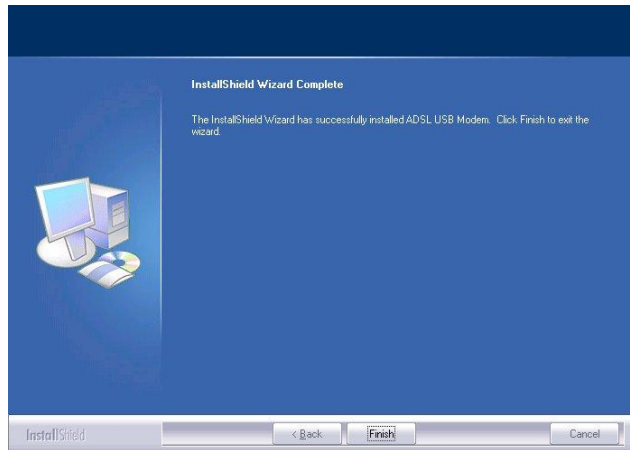 InstallShield Wizard Complete
The InstallShield Wizard has successfully installed ADSL USB Modem. Click Finish to exit the
wizard.
InstallShield
< Back
Finish
Cancel